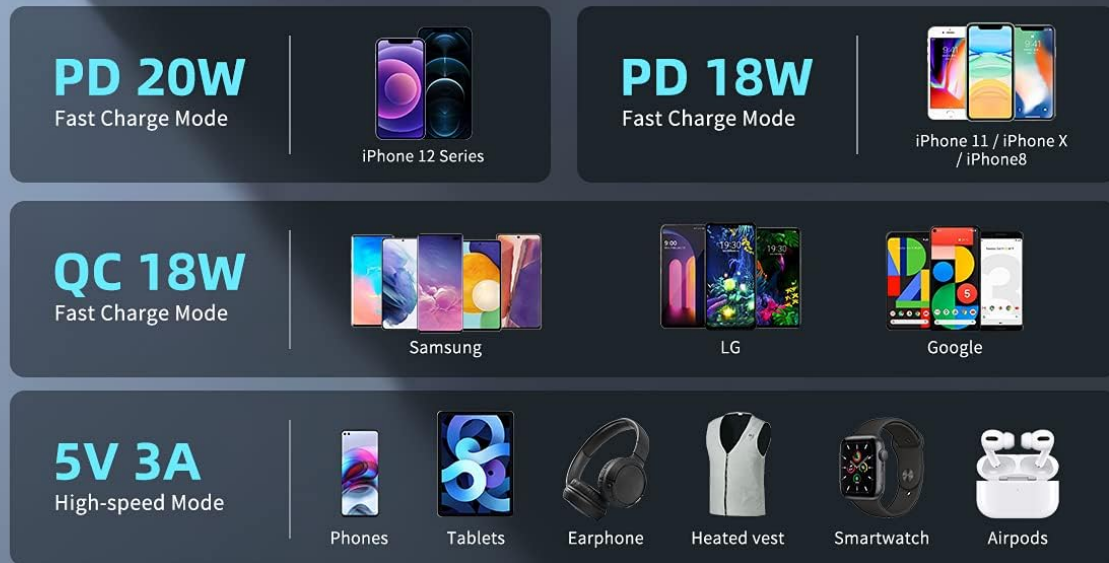 PD 20W
Fast Charge Mode
iPhone 12 Series
PD 18W
Fast Charge Mode
iPhone 11 / iPhone X
/ iPhone8
QC 18W
Fast Charge Mode
Samsung
LG
Google
5V 3A
High-speed Mode
Phones
Tablets
Earphone
Heated vest
Smartwatch
Airpods